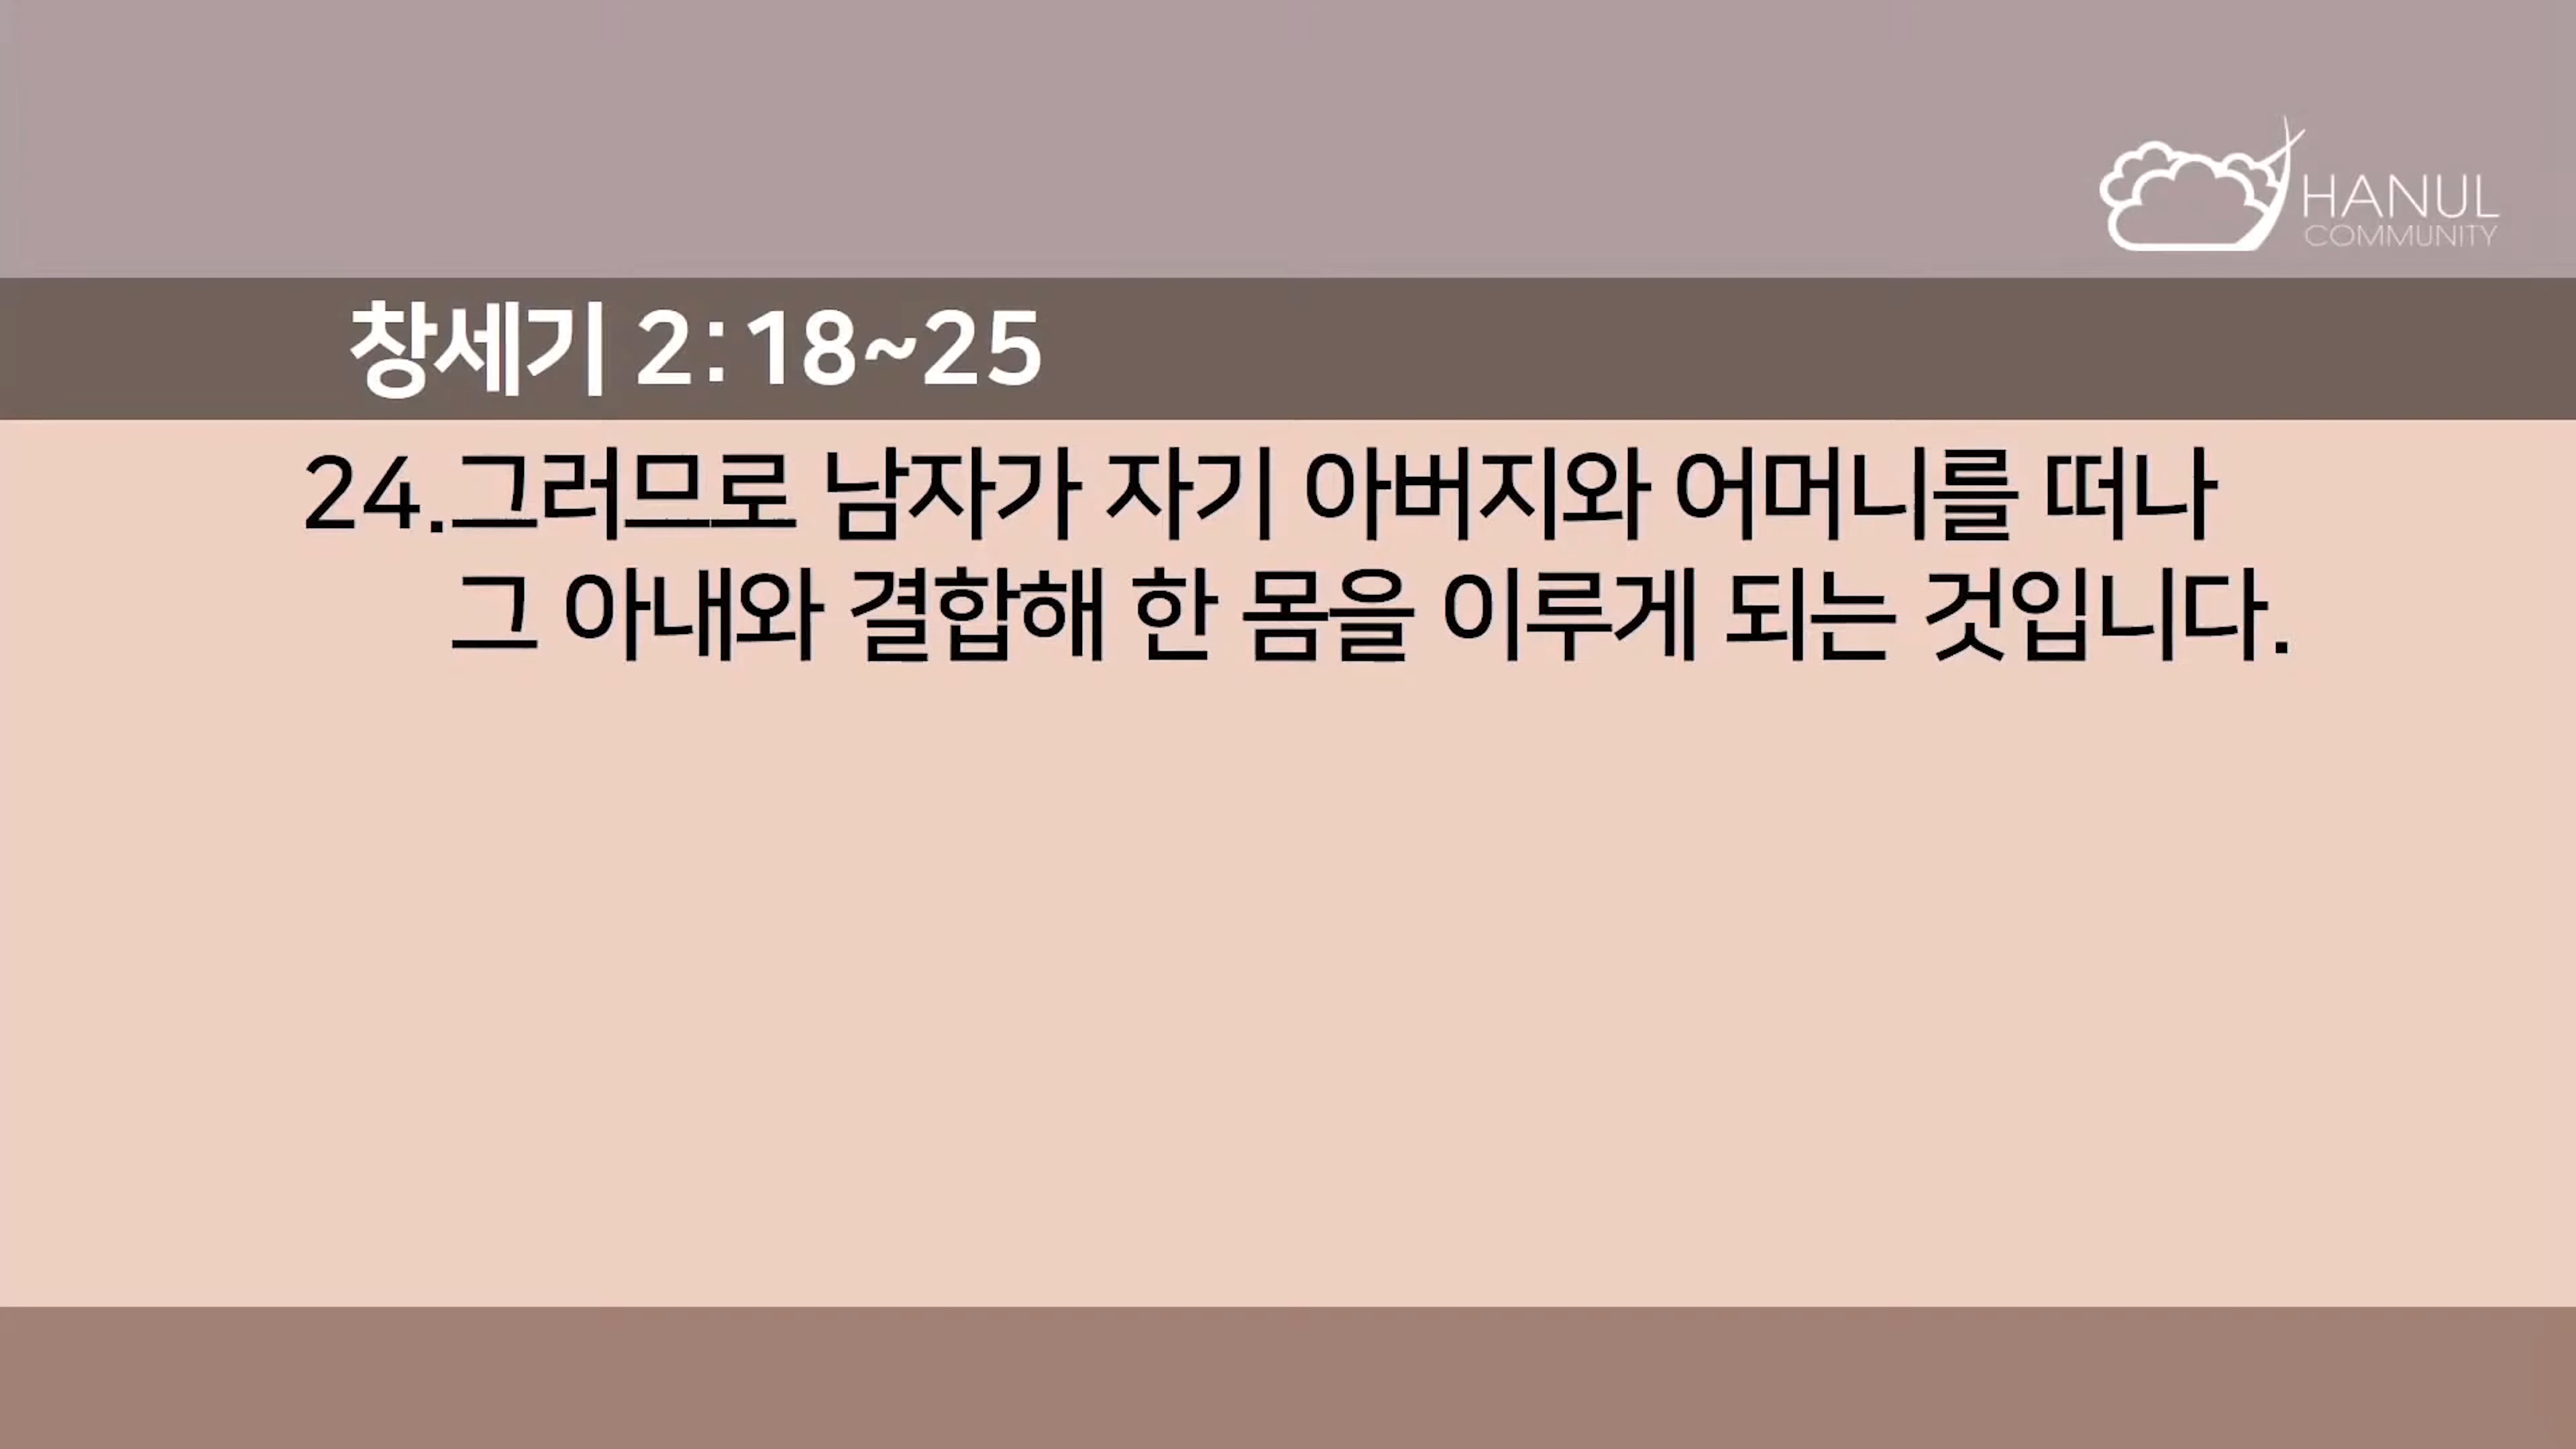 HANUL
COMMUNITY
창세기 2:18~25
24.그러므로 남자가 자기 아버지와 어머니를 떠나
그 아내와 결합해 한 몸을 이루게 되는 것입니다.